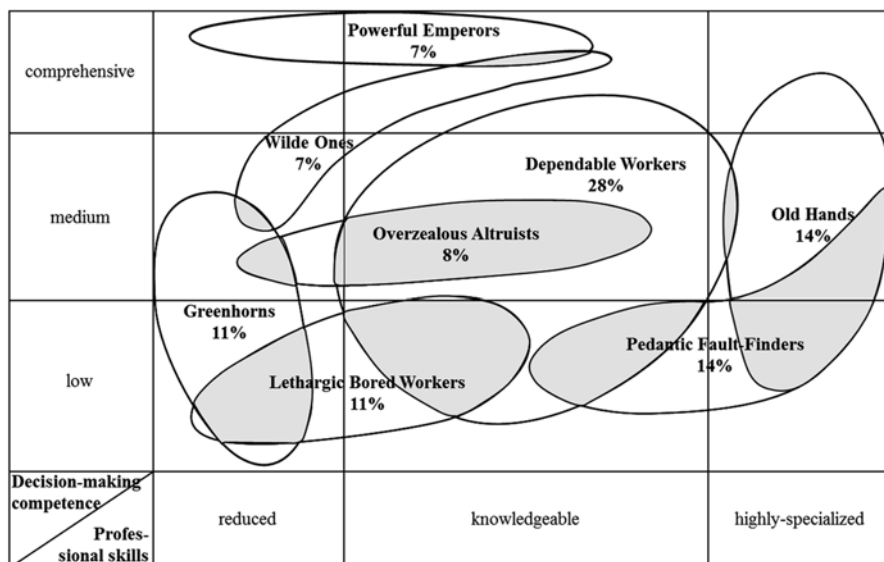 Powerful Emperors
7%
comprehensive
Wilde Ones
7%
Dependable Workers
28%
medium
Old Hands
14%
Overzealous Altruists
8%
Greenhorns
11%
Pedantic Fault-Finders
14%
low
Lethargic Bored Workers
11%
Decision-making
competence
Profes-
sional skills
reduced
knowledgeable
highly-specialized